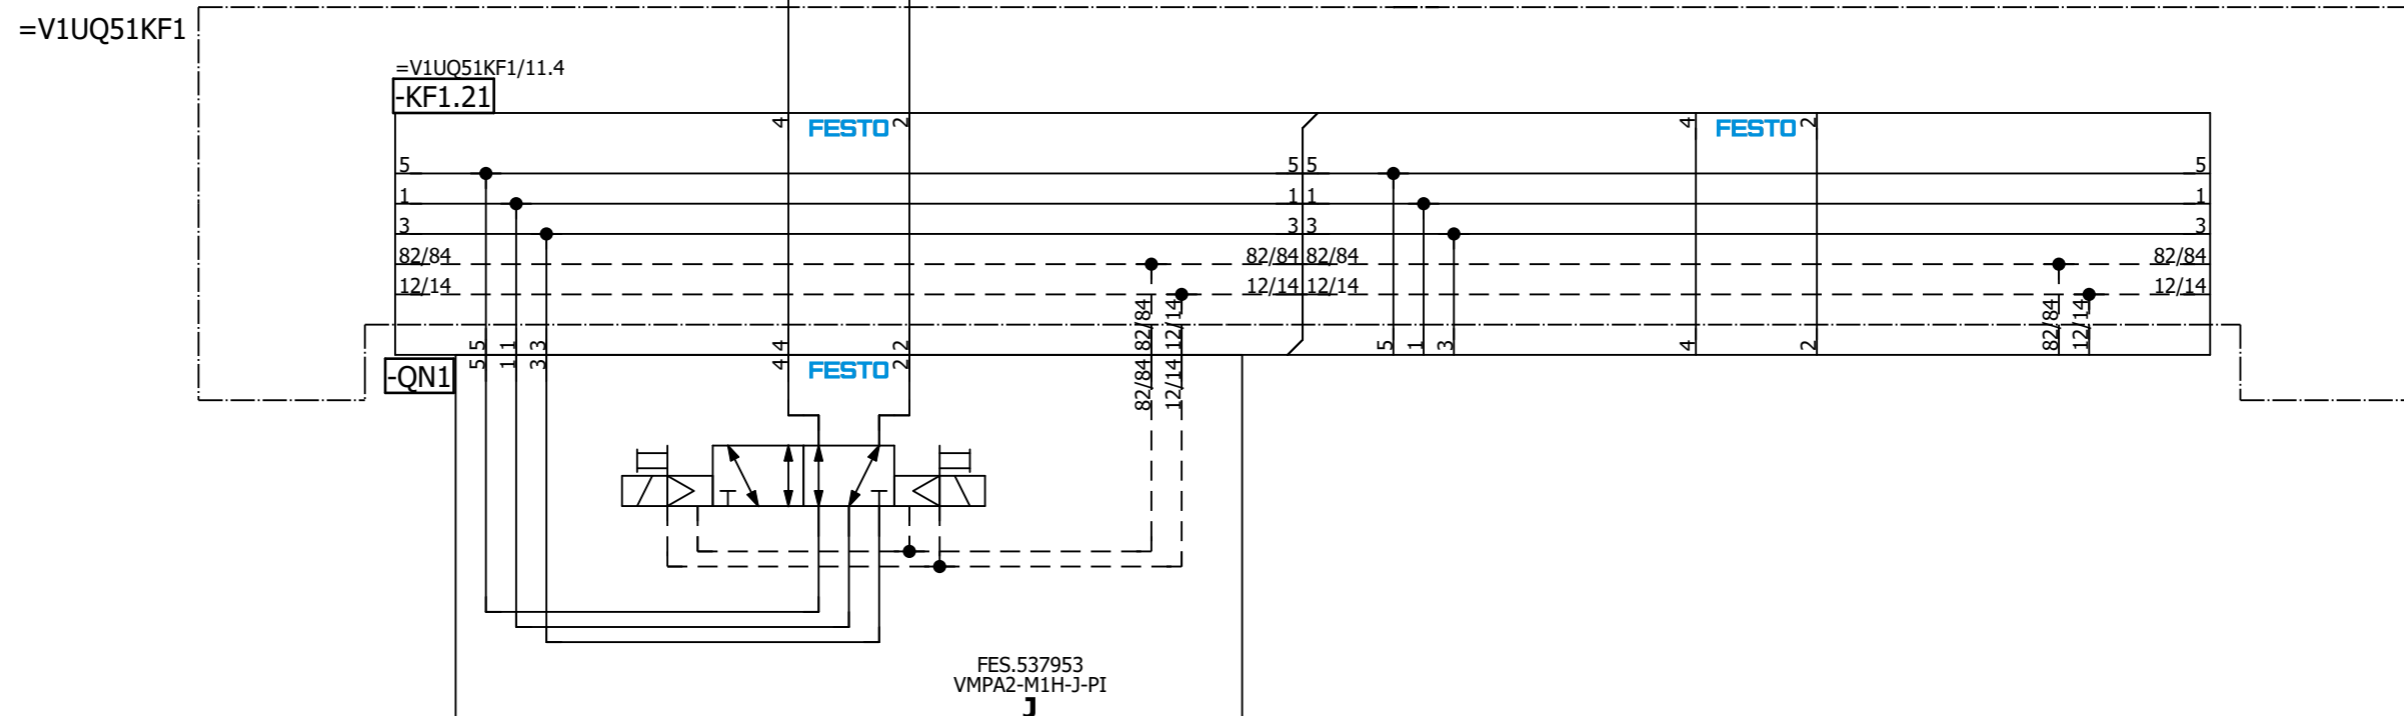 =V1UQ51KF1
=V1UQ51KF1/11.4
-KF1.21
4 FESTO 2 4 FESTO 2
5 5 5 5
1 1 1 1
3 3 3 3
82/84 82/84 82/84 82/84
12/14 12/14 12/14 12/14
5 1 3 4 2 82/84 12/14 5 1 3 4 2 82/84 12/14
-QN1
5 1 3 4 FESTO 2 82/84 12/14
FES.537953
VMPA2-M1H-J-PI
J